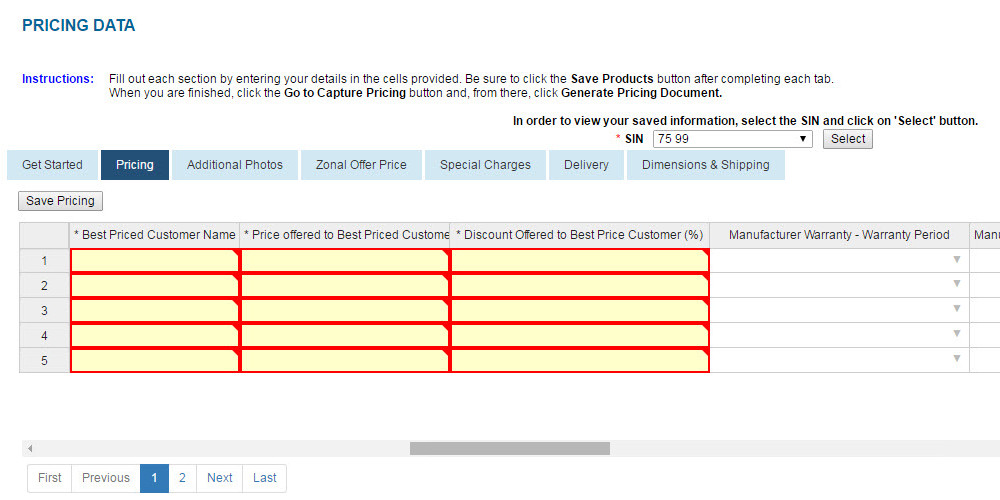 PRICING DATA
Instructions: Fill out each section by entering your details in the cells provided. Be sure to click the Save Products button after completing each tab.
When you are finished, click the Go to Capture Pricing button and, from there, click Generate Pricing Document.
In order to view your saved information, select the SIN and click on 'Select' button.
* SIN 75 99 Select
Get Started Pricing Additional Photos Zonal Offer Price Special Charges Delivery Dimensions & Shipping
Save Pricing
* Best Priced Customer Name * Price offered to Best Priced Custome * Discount Offered to Best Price Customer (%) Manufacturer Warranty - Warranty Period Manu
1
2
3
4
5
First Previous 1 2 Next Last